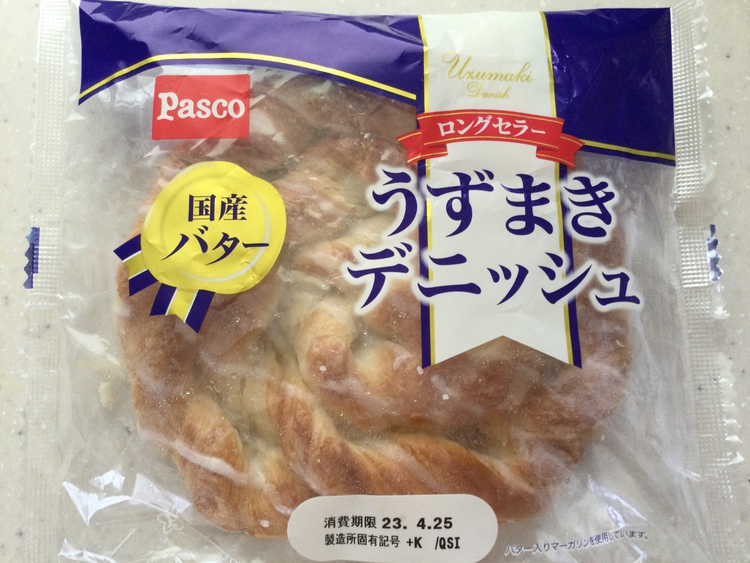 Uzumaki
Danish
Pasco
ロングセラー
国産
バター
うずまき
デニッシュ
消費期限 23. 4.25
製造所固有記号 +K /QSI
バター入りマーガリンを使用しています。